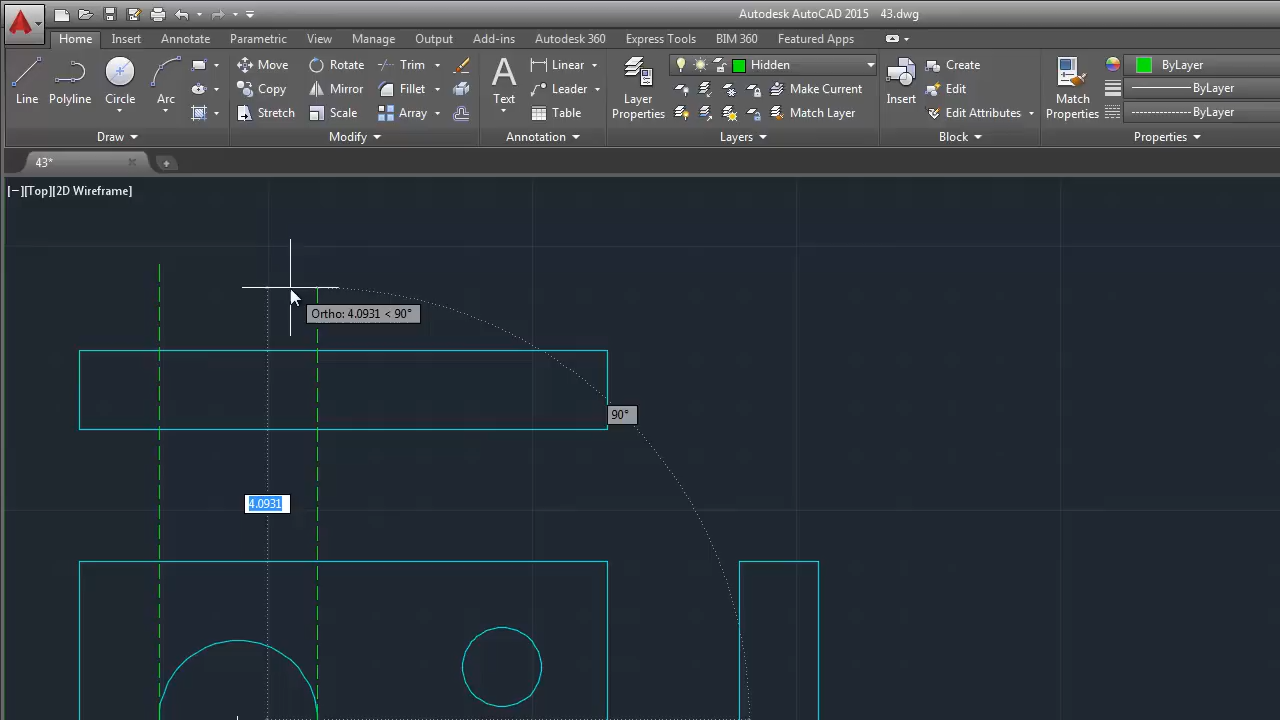 Autodesk AutoCAD 2015 43.dwg
Home Insert Annotate Parametric View Manage Output Add-ins Autodesk 360 Express Tools BIM 360 Featured Apps
Move Rotate Trim Linear Hidden Create ByLayer
Line Polyline Circle Arc Copy Mirror Fillet Text Leader Layer Properties Make Current Insert Edit Match Properties ByLayer
Stretch Scale Array Table Match Layer Edit Attributes ByLayer
Draw Modify Annotation Layers Block Properties
43*
[−][Top][2D Wireframe]
Ortho: 4.0931 < 90°
90°
4.0931